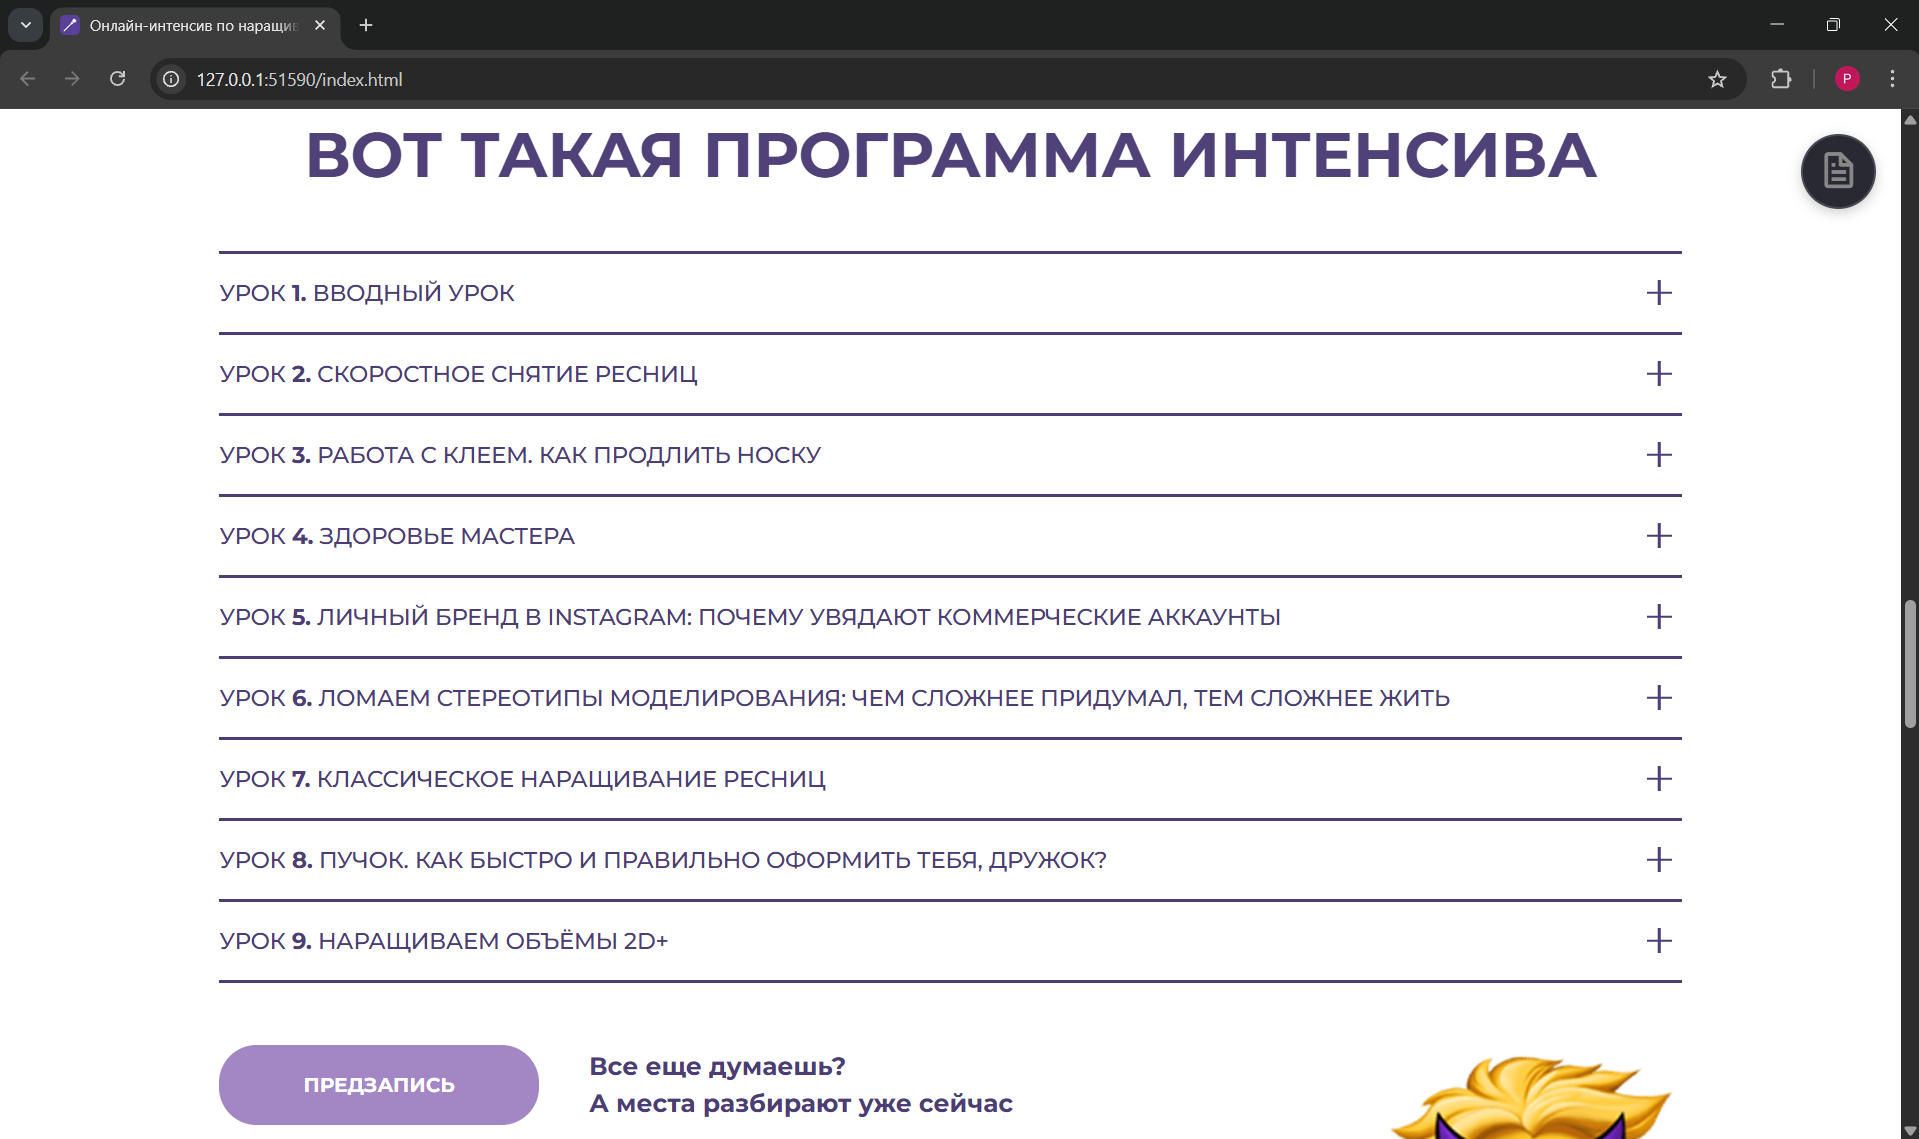 Онлайн-интенсив по наращив
127.0.0.1:51590/index.html
P
ВОТ ТАКАЯ ПРОГРАММА ИНТЕНСИВА
УРОК 1. ВВОДНЫЙ УРОК
УРОК 2. СКОРОСТНОЕ СНЯТИЕ РЕСНИЦ
УРОК 3. РАБОТА С КЛЕЕМ. КАК ПРОДЛИТЬ НОСКУ
УРОК 4. ЗДОРОВЬЕ МАСТЕРА
УРОК 5. ЛИЧНЫЙ БРЕНД В INSTAGRAM: ПОЧЕМУ УВЯДАЮТ КОММЕРЧЕСКИЕ АККАУНТЫ
УРОК 6. ЛОМАЕМ СТЕРЕОТИПЫ МОДЕЛИРОВАНИЯ: ЧЕМ СЛОЖНЕЕ ПРИДУМАЛ, ТЕМ СЛОЖНЕЕ ЖИТЬ
УРОК 7. КЛАССИЧЕСКОЕ НАРАЩИВАНИЕ РЕСНИЦ
УРОК 8. ПУЧОК. КАК БЫСТРО И ПРАВИЛЬНО ОФОРМИТЬ ТЕБЯ, ДРУЖОК?
УРОК 9. НАРАЩИВАЕМ ОБЪЁМЫ 2D+
ПРЕДЗАПИСЬ
Все еще думаешь?
А места разбирают уже сейчас